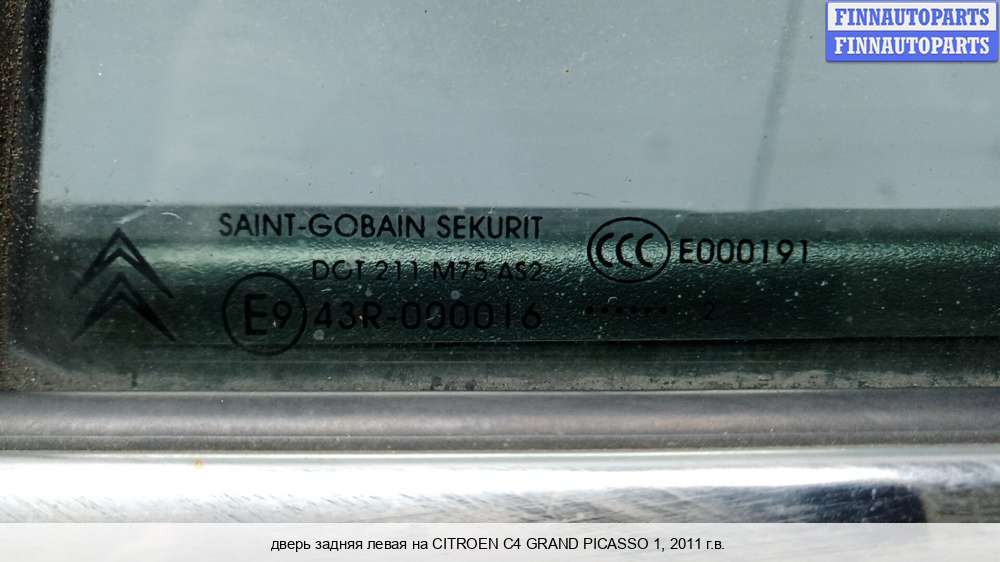 FINNAUTOPARTS
FINNAUTOPARTS
SAINT-GOBAIN SEKURIT
DOT 211 M75 AS2
CCC E000191
E9 43R-000016
....... 2
дверь задняя левая на CITROEN C4 GRAND PICASSO 1, 2011 г.в.